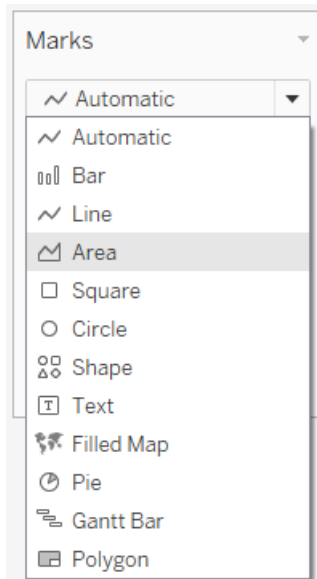 Marks
Automatic
Automatic
Bar
Line
Area
Square
Circle
Shape
T Text
Filled Map
Pie
Gantt Bar
Polygon